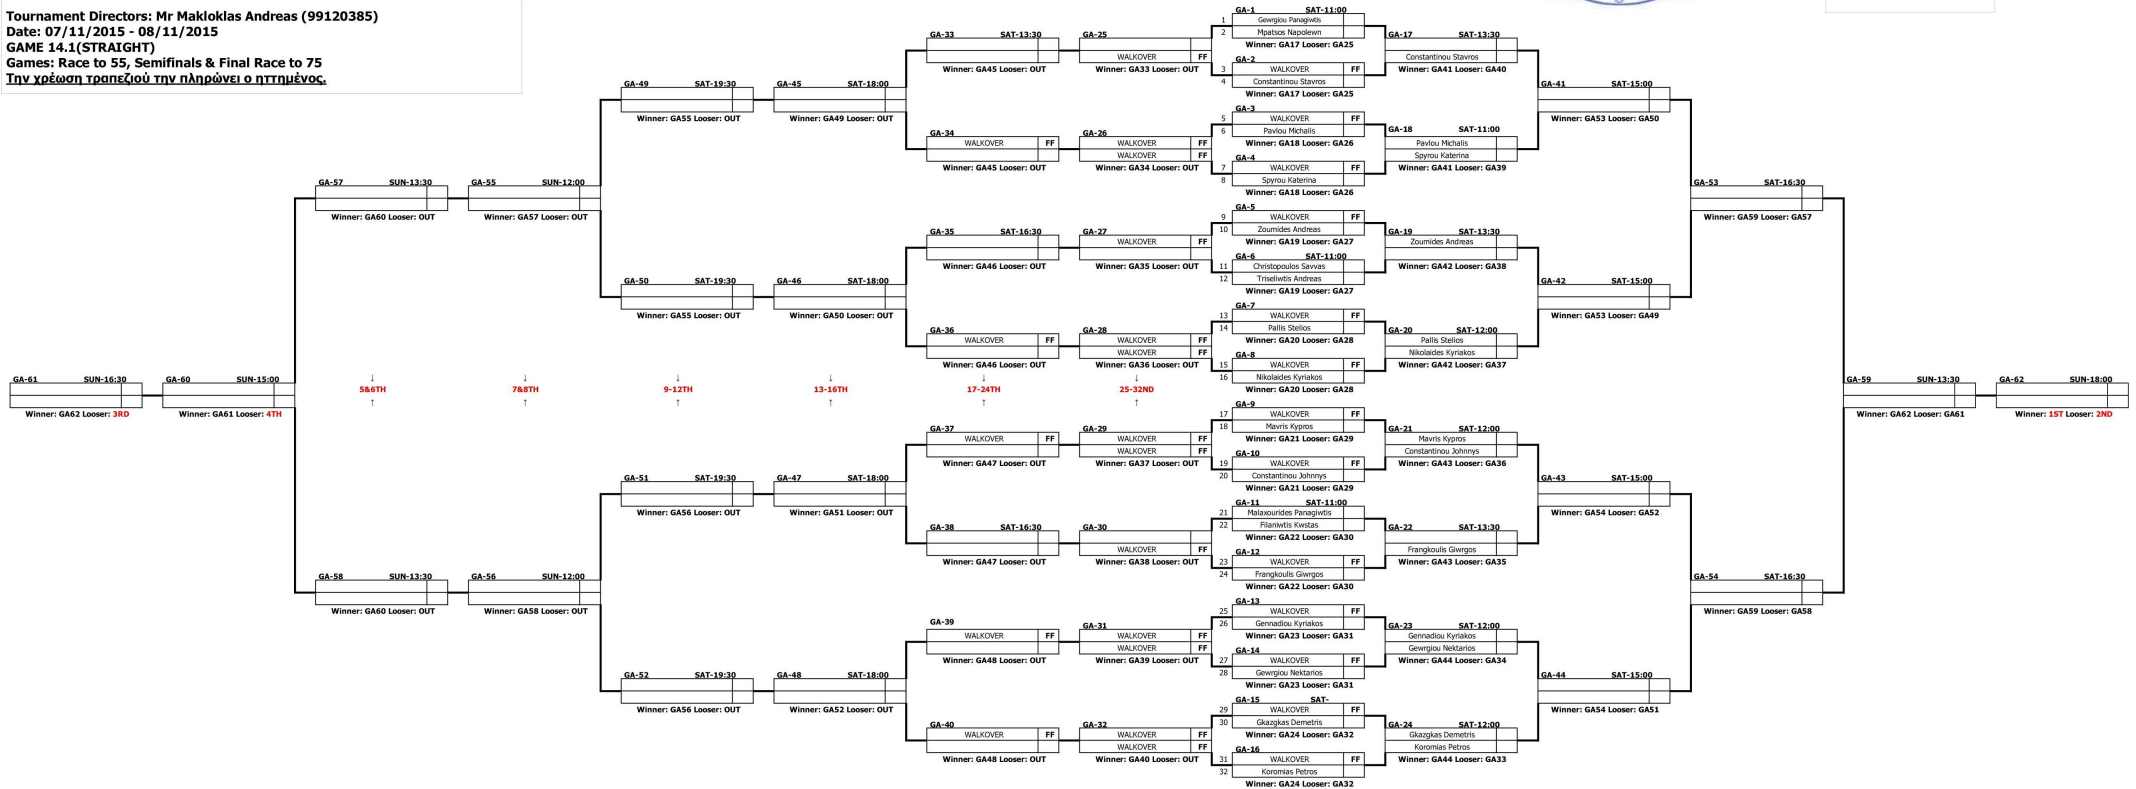 Tournament Directors: Mr Makloklas Andreas (99120385)
Date: 07/11/2015 - 08/11/2015
GAME 14.1(STRAIGHT)
Games: Race to 55, Semifinals & Final Race to 75
Την χρέωση τραπεζιού την πληρώνει ο ηττημένος.
GA-61 SUN-16:30
Winner: GA62 Looser: 3RD
GA-60 SUN-15:00
Winner: GA61 Looser: 4TH
GA-57 SUN-13:30
Winner: GA60 Looser: OUT
↓
5&6TH
↑
GA-58 SUN-13:30
Winner: GA60 Looser: OUT
GA-55 SUN-12:00
Winner: GA57 Looser: OUT
↓
7&8TH
↑
GA-56 SUN-12:00
Winner: GA58 Looser: OUT
GA-49 SAT-19:30
Winner: GA55 Looser: OUT
GA-50 SAT-19:30
Winner: GA55 Looser: OUT
↓
9-12TH
↑
GA-51 SAT-19:30
Winner: GA56 Looser: OUT
GA-52 SAT-19:30
Winner: GA56 Looser: OUT
GA-45 SAT-18:00
Winner: GA49 Looser: OUT
GA-46 SAT-18:00
Winner: GA50 Looser: OUT
↓
13-16TH
↑
GA-47 SAT-18:00
Winner: GA51 Looser: OUT
GA-48 SAT-18:00
Winner: GA52 Looser: OUT
GA-33 SAT-13:30
Winner: GA45 Looser: OUT
GA-34
WALKOVER FF
Winner: GA45 Looser: OUT
GA-35 SAT-16:30
Winner: GA46 Looser: OUT
GA-36
WALKOVER FF
Winner: GA46 Looser: OUT
↓
17-24TH
↑
GA-37
WALKOVER FF
Winner: GA47 Looser: OUT
GA-38 SAT-16:30
Winner: GA47 Looser: OUT
GA-39
WALKOVER FF
Winner: GA48 Looser: OUT
GA-40
WALKOVER FF
Winner: GA48 Looser: OUT
GA-25
WALKOVER FF
Winner: GA33 Looser: OUT
GA-26
WALKOVER FF
WALKOVER FF
Winner: GA34 Looser: OUT
GA-27
WALKOVER FF
Winner: GA35 Looser: OUT
GA-28
WALKOVER FF
WALKOVER FF
Winner: GA36 Looser: OUT
↓
25-32ND
↑
GA-29
WALKOVER FF
WALKOVER FF
Winner: GA37 Looser: OUT
GA-30
WALKOVER FF
Winner: GA38 Looser: OUT
GA-31
WALKOVER FF
WALKOVER FF
Winner: GA39 Looser: OUT
GA-32
WALKOVER FF
WALKOVER FF
Winner: GA40 Looser: OUT
GA-1 SAT-11:00
1 Gewrgiou Panagiwtis
2 Mpatsos Napolewn
Winner: GA17 Looser: GA25
GA-2
3 WALKOVER FF
4 Constantinou Stavros
Winner: GA17 Looser: GA25
GA-3
5 WALKOVER FF
6 Pavlou Michalis
Winner: GA18 Looser: GA26
GA-4
7 WALKOVER FF
8 Spyrou Katerina
Winner: GA18 Looser: GA26
GA-5
9 WALKOVER FF
10 Zoumides Andreas
Winner: GA19 Looser: GA27
GA-6 SAT-11:00
11 Christopoulos Savvas
12 Triseliwtis Andreas
Winner: GA19 Looser: GA27
GA-7
13 WALKOVER FF
14 Pallis Stelios
Winner: GA20 Looser: GA28
GA-8
15 WALKOVER FF
16 Nikolaides Kyriakos
Winner: GA20 Looser: GA28
GA-9
17 WALKOVER FF
18 Mavris Kypros
Winner: GA21 Looser: GA29
GA-10
19 WALKOVER FF
20 Constantinou Johnnys
Winner: GA21 Looser: GA29
GA-11 SAT-11:00
21 Malaxourides Panagiwtis
22 Filaniwtis Kwstas
Winner: GA22 Looser: GA30
GA-12
23 WALKOVER FF
24 Frangkoulis Giwrgos
Winner: GA22 Looser: GA30
GA-13
25 WALKOVER FF
26 Gennadiou Kyriakos
Winner: GA23 Looser: GA31
GA-14
27 WALKOVER FF
28 Gewrgiou Nektarios
Winner: GA23 Looser: GA31
GA-15 SAT-
29 WALKOVER FF
30 Gkazgkas Demetris
Winner: GA24 Looser: GA32
GA-16
31 WALKOVER FF
32 Koromias Petros
Winner: GA24 Looser: GA32
GA-17 SAT-13:30
Constantinou Stavros
Winner: GA41 Looser: GA40
GA-18 SAT-11:00
Pavlou Michalis
Spyrou Katerina
Winner: GA41 Looser: GA39
GA-19 SAT-13:30
Zoumides Andreas
Winner: GA42 Looser: GA38
GA-20 SAT-12:00
Pallis Stelios
Nikolaides Kyriakos
Winner: GA42 Looser: GA37
GA-21 SAT-12:00
Mavris Kypros
Constantinou Johnnys
Winner: GA43 Looser: GA36
GA-22 SAT-13:30
Frangkoulis Giwrgos
Winner: GA43 Looser: GA35
GA-23 SAT-12:00
Gennadiou Kyriakos
Gewrgiou Nektarios
Winner: GA44 Looser: GA34
GA-24 SAT-12:00
Gkazgkas Demetris
Koromias Petros
Winner: GA44 Looser: GA33
GA-41 SAT-15:00
Winner: GA53 Looser: GA50
GA-42 SAT-15:00
Winner: GA53 Looser: GA49
GA-43 SAT-15:00
Winner: GA54 Looser: GA52
GA-44 SAT-15:00
Winner: GA54 Looser: GA51
GA-53 SAT-16:30
Winner: GA59 Looser: GA57
GA-54 SAT-16:30
Winner: GA59 Looser: GA58
GA-59 SUN-13:30
Winner: GA62 Looser: GA61
GA-62 SUN-18:00
Winner: 1ST Looser: 2ND